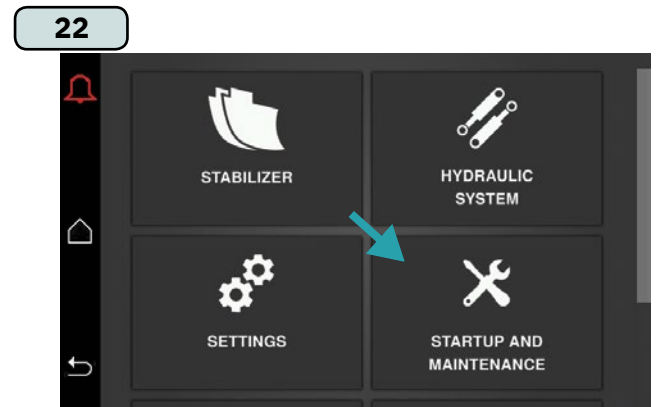 22
STABILIZER
HYDRAULIC
SYSTEM
SETTINGS
STARTUP AND
MAINTENANCE